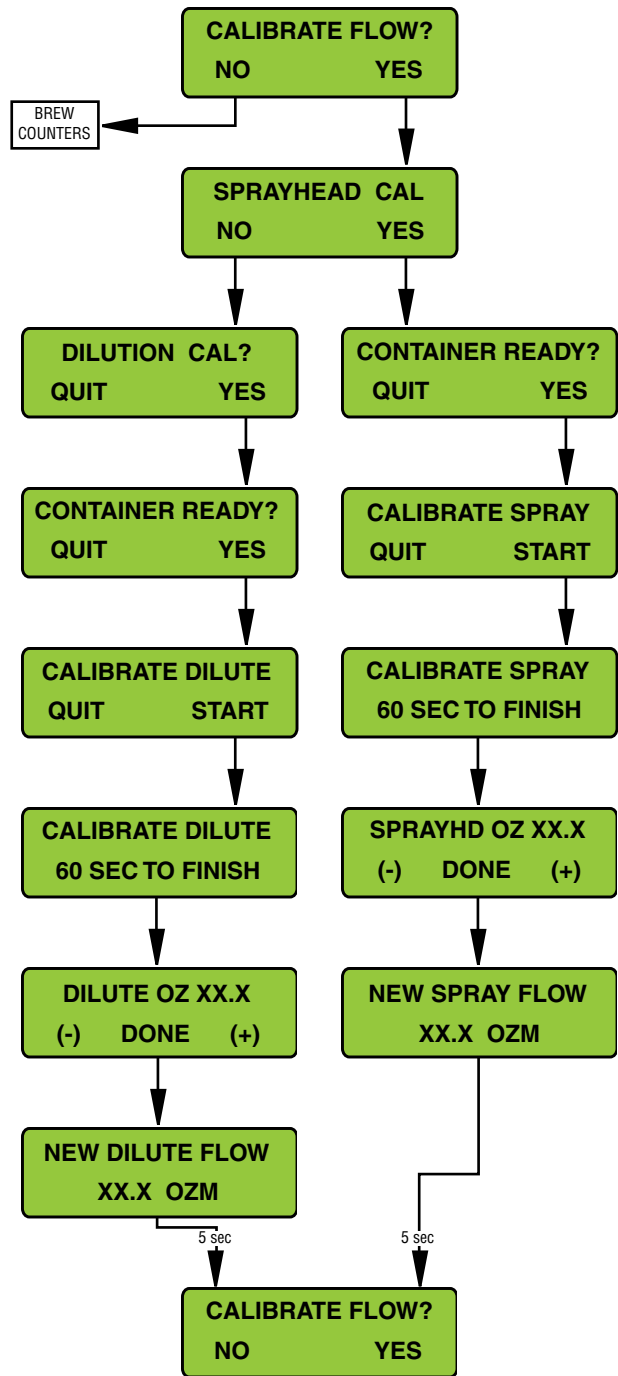 CALIBRATE FLOW?
NO YES
BREW
COUNTERS
SPRAYHEAD CAL
NO YES
DILUTION CAL?
QUIT YES
CONTAINER READY?
QUIT YES
CALIBRATE DILUTE
QUIT START
CALIBRATE DILUTE
60 SEC TO FINISH
DILUTE OZ XX.X
(-) DONE (+)
NEW DILUTE FLOW
XX.X OZM
5 sec
CONTAINER READY?
QUIT YES
CALIBRATE SPRAY
QUIT START
CALIBRATE SPRAY
60 SEC TO FINISH
SPRAYHD OZ XX.X
(-) DONE (+)
NEW SPRAY FLOW
XX.X OZM
5 sec
CALIBRATE FLOW?
NO YES